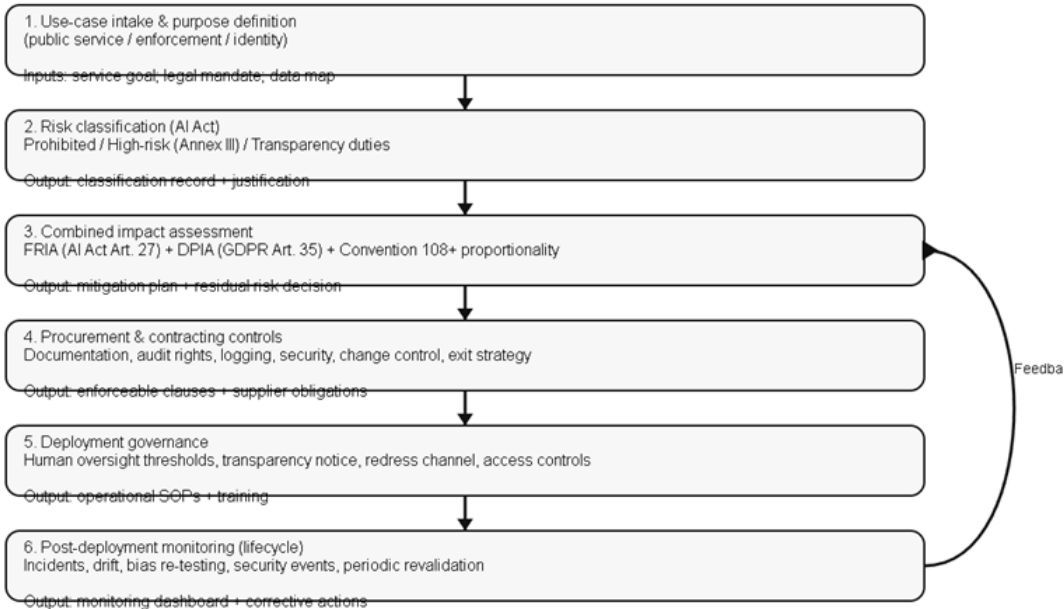 1. Use-case intake & purpose definition
(public service / enforcement / identity)
Inputs: service goal; legal mandate; data map
2. Risk classification (AI Act)
Prohibited / High-risk (Annex III) / Transparency duties
Output: classification record + justification
3. Combined impact assessment
FRIA (AI Act Art. 27) + DPIA (GDPR Art. 35) + Convention 108+ proportionality
Output: mitigation plan + residual risk decision
4. Procurement & contracting controls
Documentation, audit rights, logging, security, change control, exit strategy
Output: enforceable clauses + supplier obligations
Feedba
5. Deployment governance
Human oversight thresholds, transparency notice, redress channel, access controls
Output: operational SOPs + training
6. Post-deployment monitoring (lifecycle)
Incidents, drift, bias re-testing, security events, periodic revalidation
Output: monitoring dashboard + corrective actions